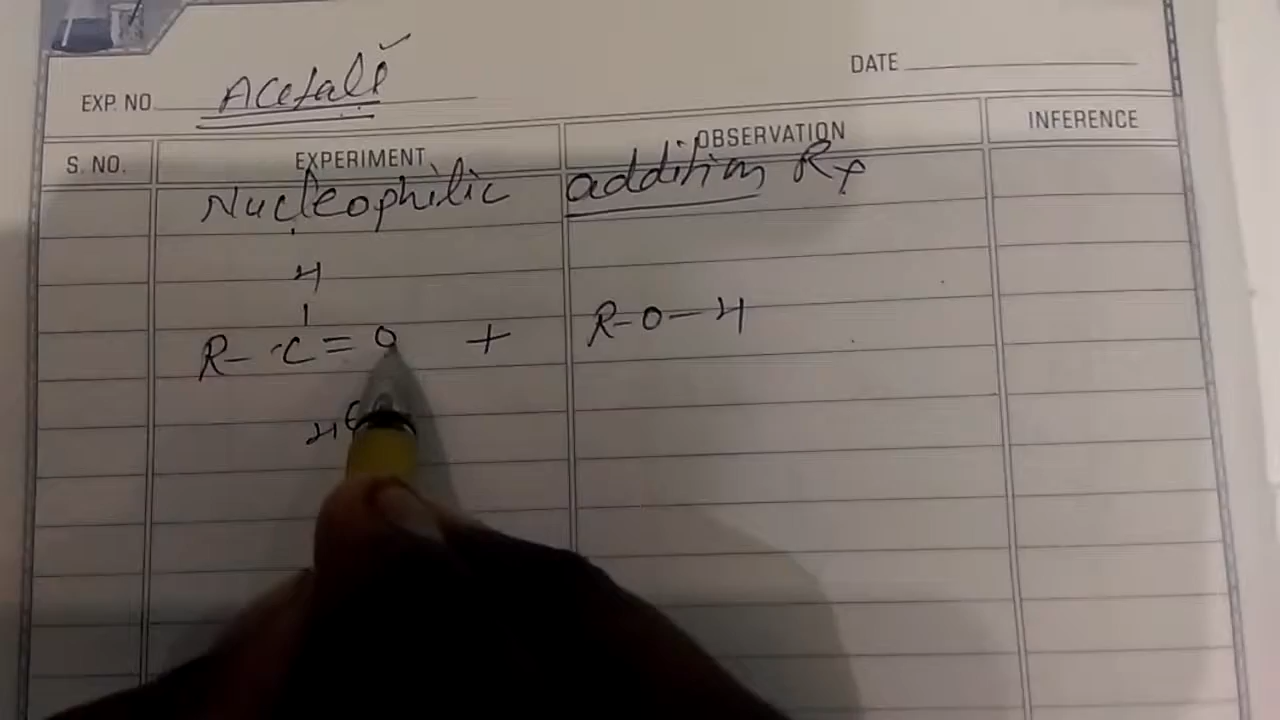 EXP. NO. Acetals
DATE
S. NO. EXPERIMENT OBSERVATION INFERENCE
Nucleophilic addition Rx
H
R-C=O + R-O-H